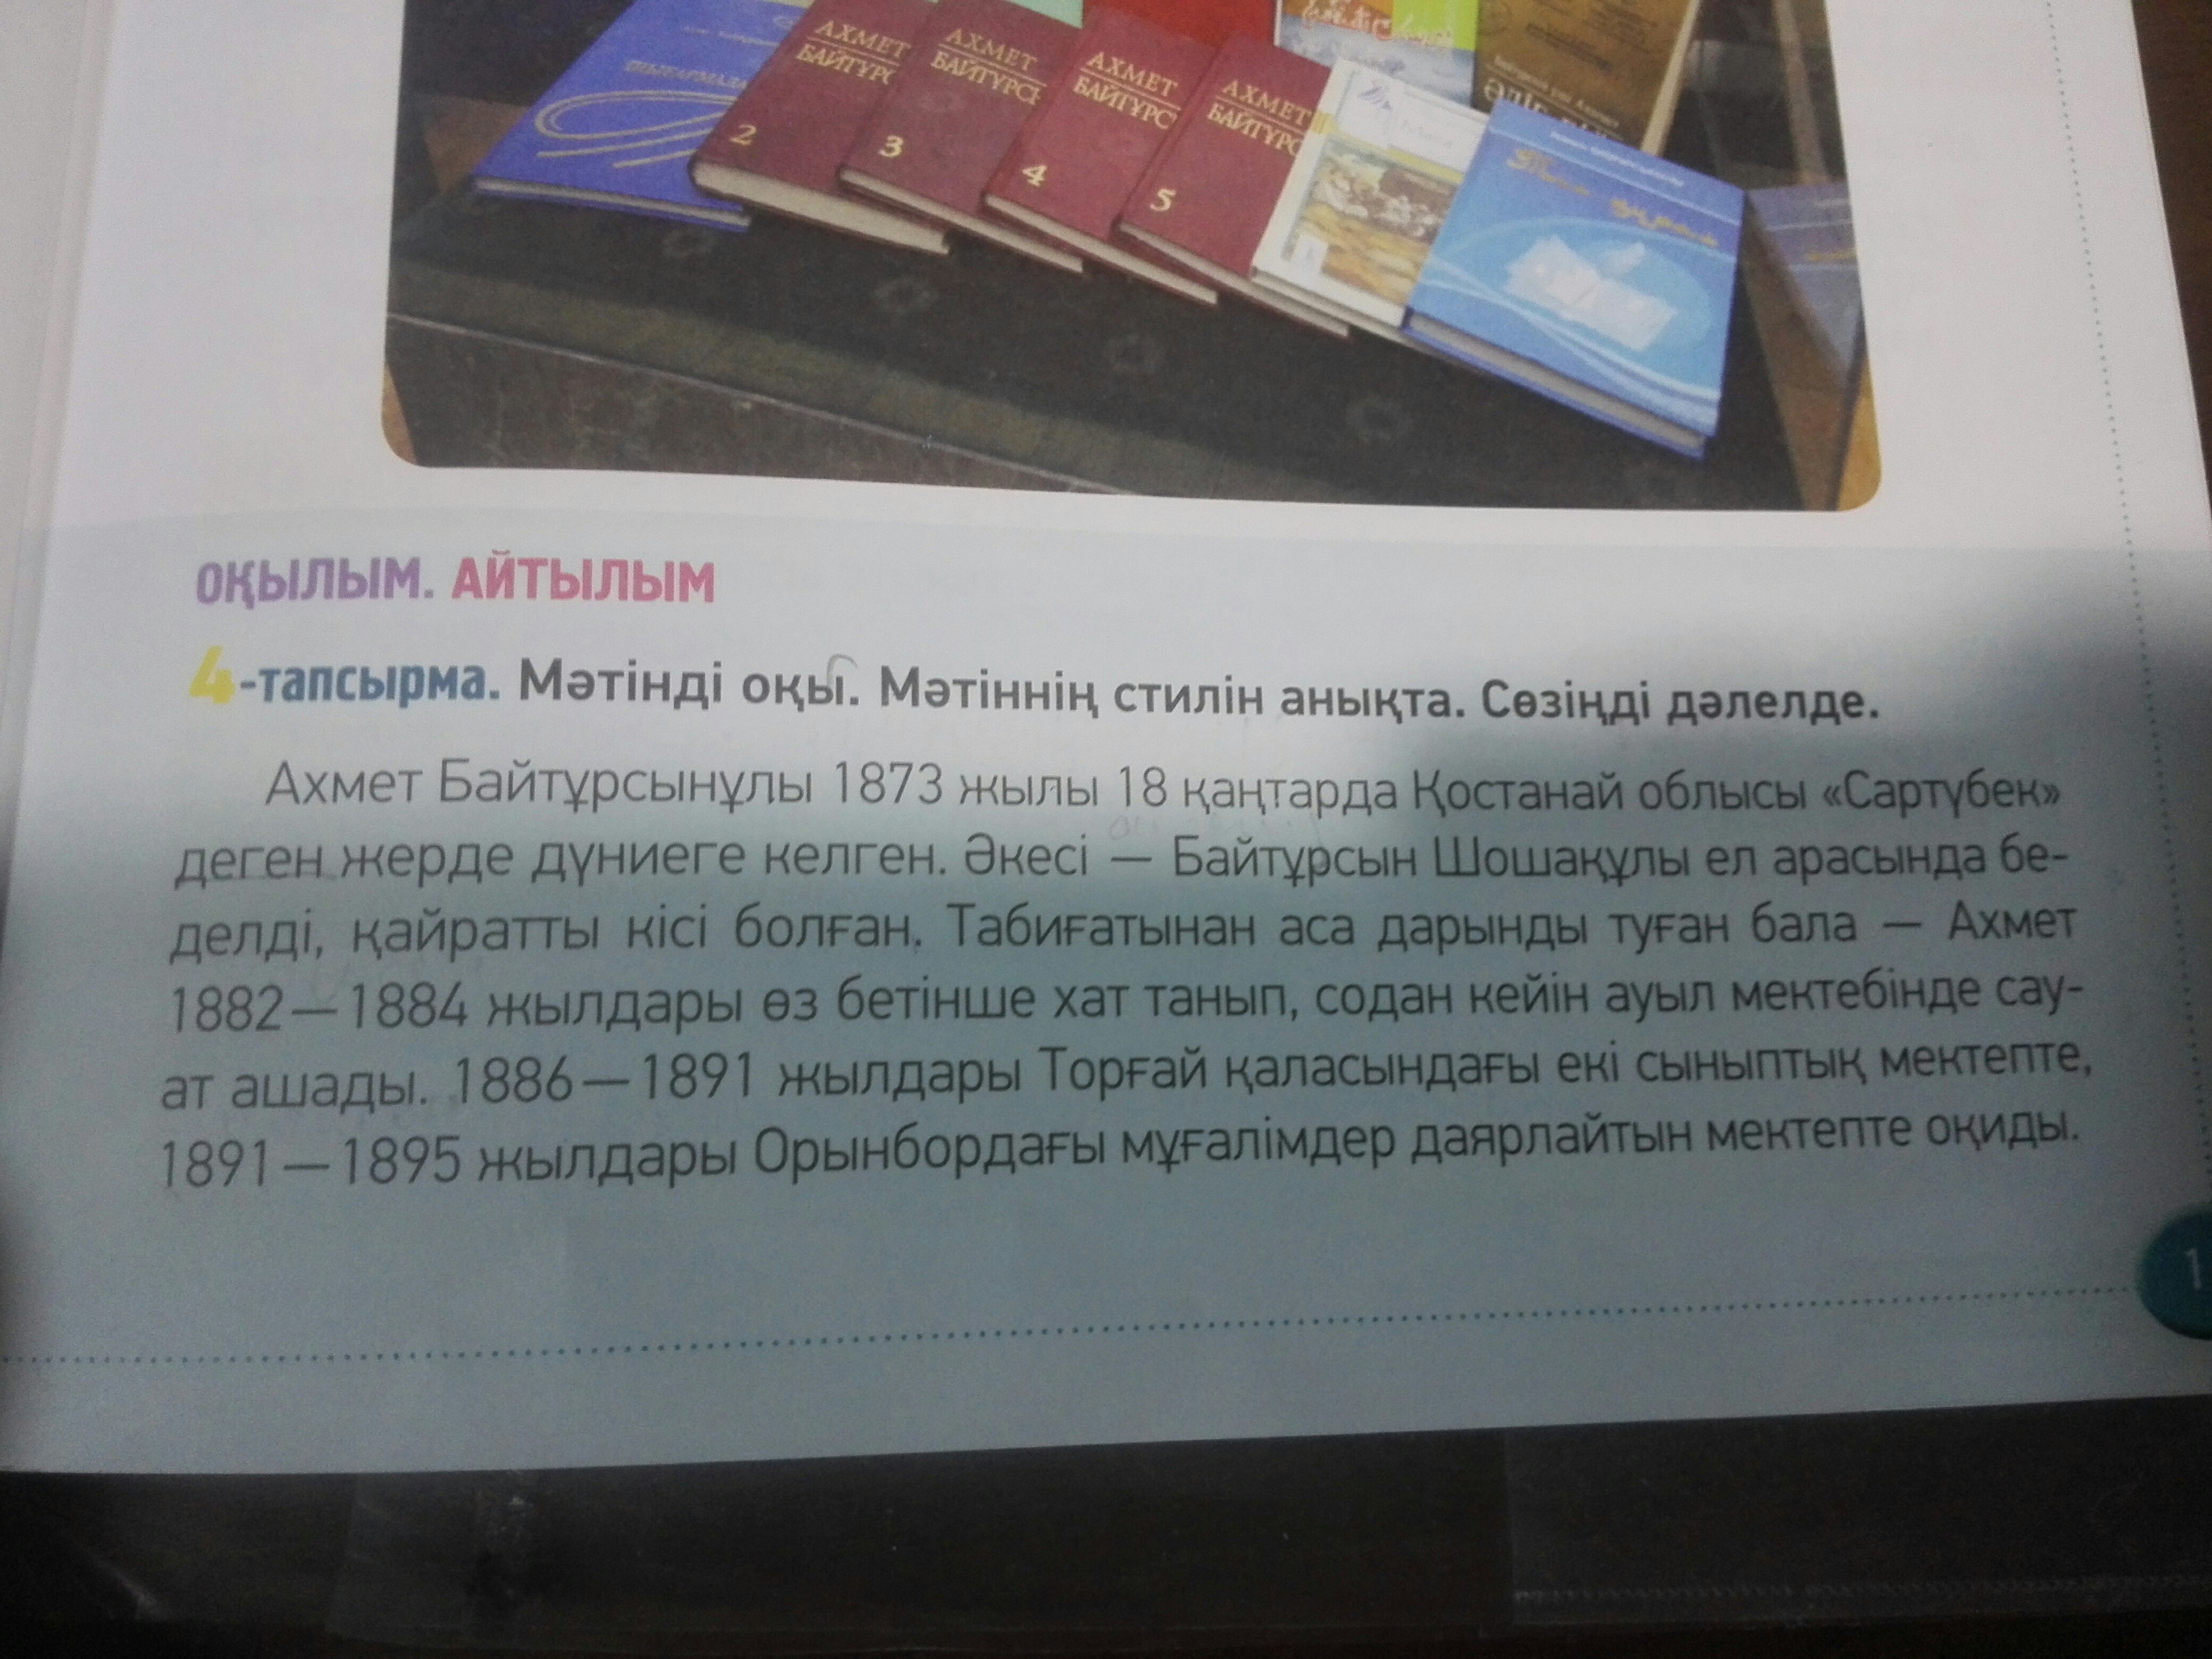 АХМЕТ
БАЙТҰРС
2
АХМЕТ
БАЙТҰРСЫ
3
АХМЕТ
БАЙТҰРС
4
АХМЕТ
БАЙТҰРС
5
ОҚЫЛЫМ. АЙТЫЛЫМ
4-тапсырма. Мәтінді оқы. Мәтіннің стилін анықта. Сөзіңді дәлелде.
Ахмет Байтұрсынұлы 1873 жылы 18 қаңтарда Қостанай облысы «Сартүбек»
деген жерде дүниеге келген. Әкесі — Байтұрсын Шошақұлы ел арасында бе-
делді, қайратты кісі болған. Табиғатынан аса дарынды туған бала — Ахмет
1882—1884 жылдары өз бетінше хат танып, содан кейін ауыл мектебінде сау-
ат ашады. 1886—1891 жылдары Торғай қаласындағы екі сыныптық мектепте,
1891—1895 жылдары Орынбордағы мұғалімдер даярлайтын мектепте оқиды.